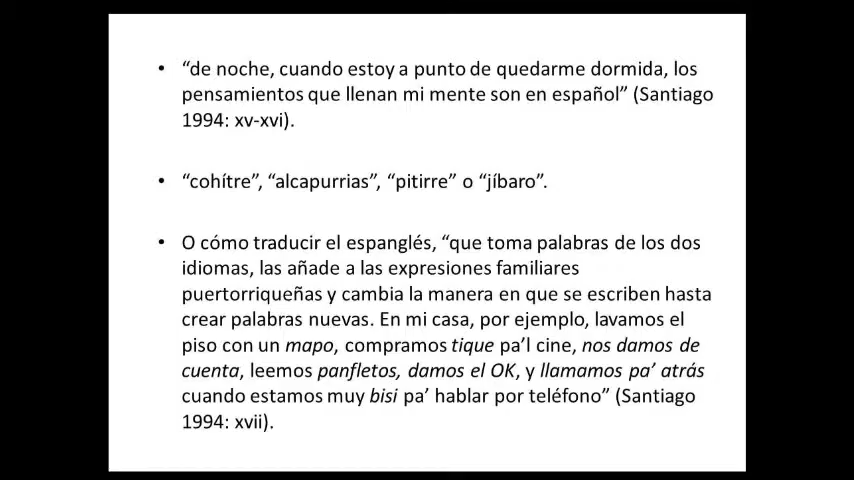 • “de noche, cuando estoy a punto de quedarme dormida, los
pensamientos que llenan mi mente son en español” (Santiago
1994: xv-xvi).
• “cohítre”, “alcapurrias”, “pitirre” o “jíbaro”.
• O cómo traducir el espanglés, “que toma palabras de los dos
idiomas, las añade a las expresiones familiares
puertorriqueñas y cambia la manera en que se escriben hasta
crear palabras nuevas. En mi casa, por ejemplo, lavamos el
piso con un mapo, compramos tique pa’l cine, nos damos de
cuenta, leemos panfletos, damos el OK, y llamamos pa’ atrás
cuando estamos muy bisi pa’ hablar por teléfono” (Santiago
1994: xvii).